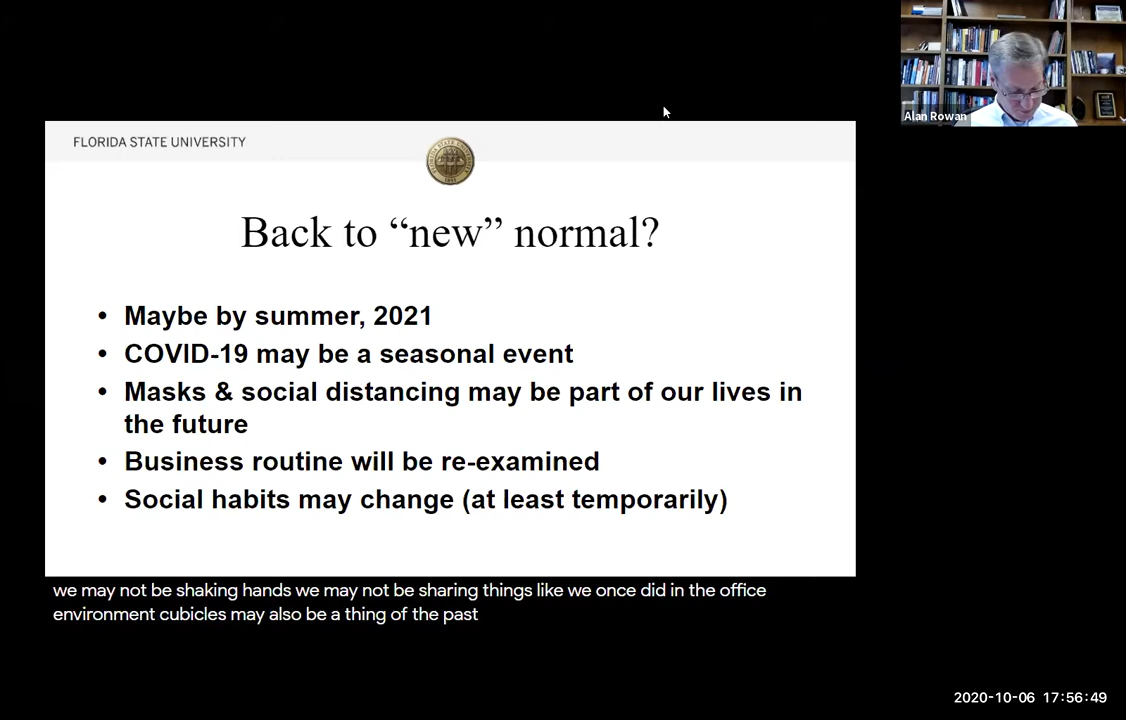 Alan Rowan
FLORIDA STATE UNIVERSITY
Back to “new” normal?
• Maybe by summer, 2021
• COVID-19 may be a seasonal event
• Masks & social distancing may be part of our lives in
the future
• Business routine will be re-examined
• Social habits may change (at least temporarily)
we may not be shaking hands we may not be sharing things like we once did in the office
environment cubicles may also be a thing of the past
2020-10-06 17:56:49